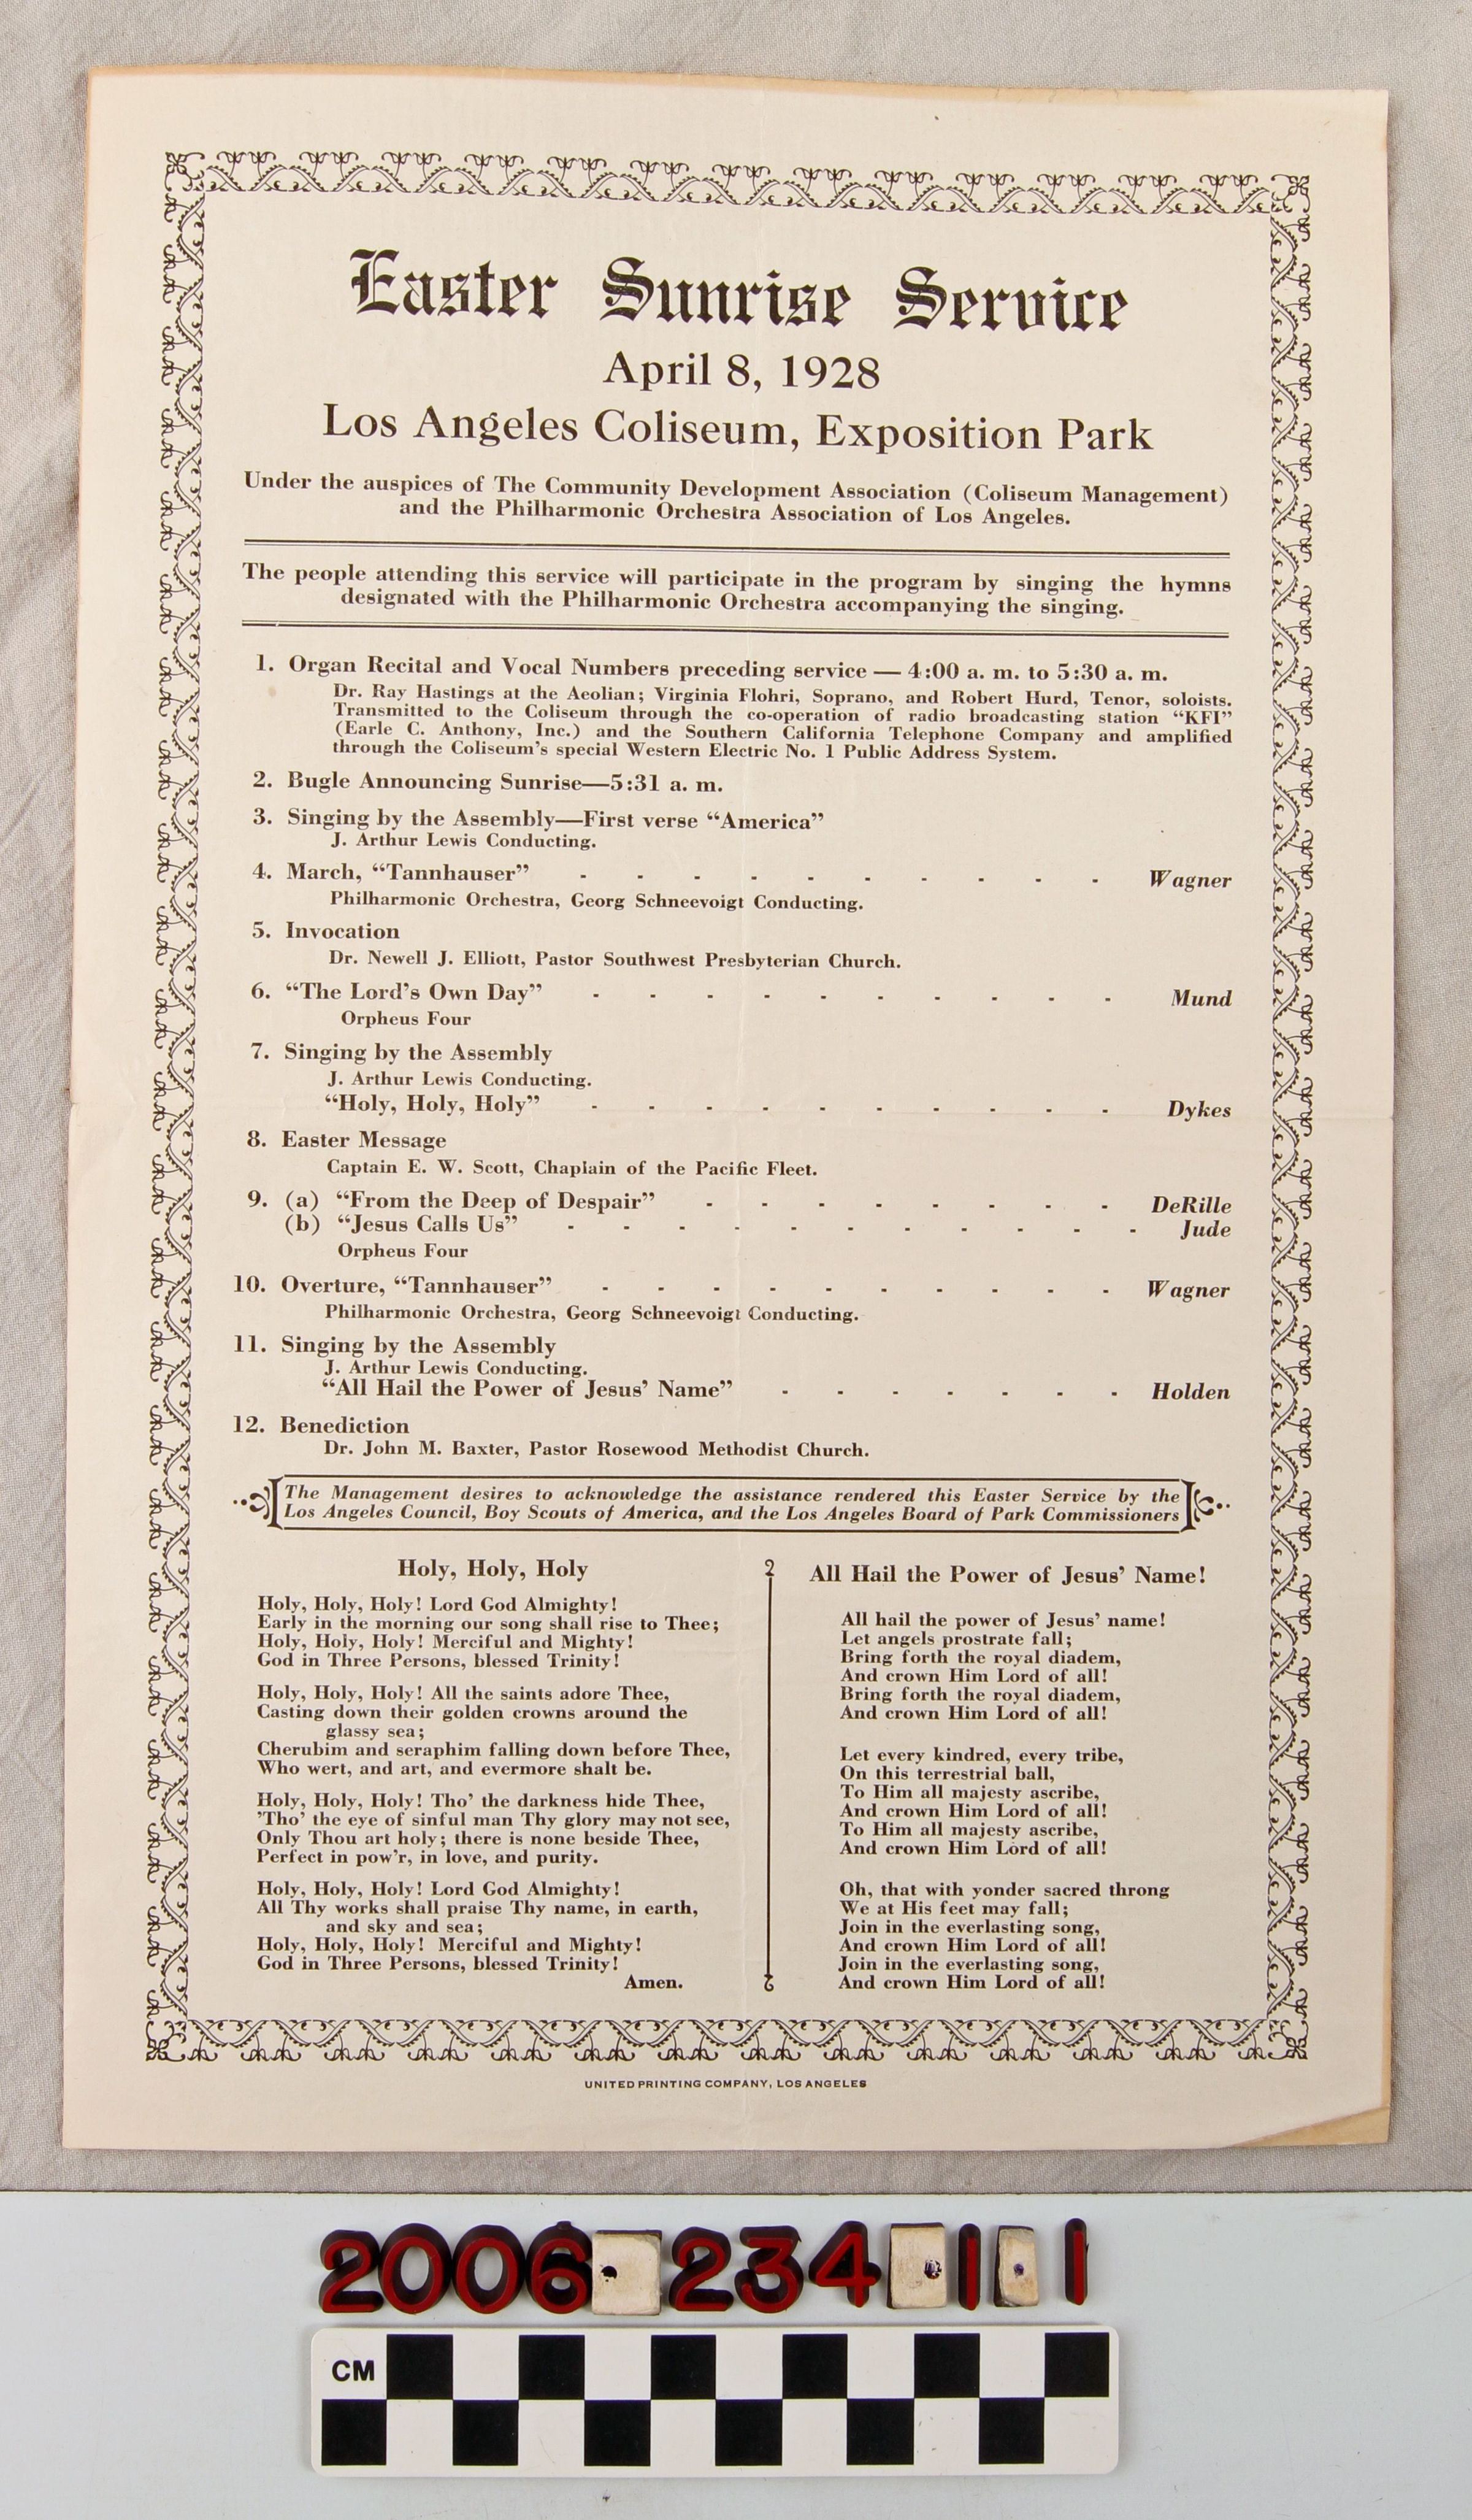 Easter Sunrise Service
April 8, 1928
Los Angeles Coliseum, Exposition Park
Under the auspices of The Community Development Association (Coliseum Management)
and the Philharmonic Orchestra Association of Los Angeles.
The people attending this service will participate in the program by singing the hymns
designated with the Philharmonic Orchestra accompanying the singing.
1. Organ Recital and Vocal Numbers preceding service — 4:00 a. m. to 5:30 a. m.
Dr. Ray Hastings at the Aeolian; Virginia Flohri, Soprano, and Robert Hurd, Tenor, soloists.
Transmitted to the Coliseum through the co-operation of radio broadcasting station “KFI”
(Earle C. Anthony, Inc.) and the Southern California Telephone Company and amplified
through the Coliseum’s special Western Electric No. 1 Public Address System.
2. Bugle Announcing Sunrise—5:31 a. m.
3. Singing by the Assembly—First verse “America”
J. Arthur Lewis Conducting.
4. March, “Tannhauser” - - - - - - - - - - Wagner
Philharmonic Orchestra, Georg Schneevoigt Conducting.
5. Invocation
Dr. Newell J. Elliott, Pastor Southwest Presbyterian Church.
6. “The Lord’s Own Day” - - - - - - - - - - Mund
Orpheus Four
7. Singing by the Assembly
J. Arthur Lewis Conducting.
“Holy, Holy, Holy” - - - - - - - - - - Dykes
8. Easter Message
Captain E. W. Scott, Chaplain of the Pacific Fleet.
9. (a) “From the Deep of Despair” - - - - - - - - DeRille
(b) “Jesus Calls Us” - - - - - - - - - - - Jude
Orpheus Four
10. Overture, “Tannhauser” - - - - - - - - - - Wagner
Philharmonic Orchestra, Georg Schneevoigt Conducting.
11. Singing by the Assembly
J. Arthur Lewis Conducting.
“All Hail the Power of Jesus’ Name” - - - - - - - Holden
12. Benediction
Dr. John M. Baxter, Pastor Rosewood Methodist Church.
The Management desires to acknowledge the assistance rendered this Easter Service by the
Los Angeles Council, Boy Scouts of America, and the Los Angeles Board of Park Commissioners
Holy, Holy, Holy
Holy, Holy, Holy! Lord God Almighty!
Early in the morning our song shall rise to Thee;
Holy, Holy, Holy! Merciful and Mighty!
God in Three Persons, blessed Trinity!
Holy, Holy, Holy! All the saints adore Thee,
Casting down their golden crowns around the
glassy sea;
Cherubim and seraphim falling down before Thee,
Who wert, and art, and evermore shalt be.
Holy, Holy, Holy! Tho’ the darkness hide Thee,
’Tho’ the eye of sinful man Thy glory may not see,
Only Thou art holy; there is none beside Thee,
Perfect in pow’r, in love, and purity.
Holy, Holy, Holy! Lord God Almighty!
All Thy works shall praise Thy name, in earth,
and sky and sea;
Holy, Holy, Holy! Merciful and Mighty!
God in Three Persons, blessed Trinity!
Amen.
All Hail the Power of Jesus’ Name!
All hail the power of Jesus’ name!
Let angels prostrate fall;
Bring forth the royal diadem,
And crown Him Lord of all!
Bring forth the royal diadem,
And crown Him Lord of all!
Let every kindred, every tribe,
On this terrestrial ball,
To Him all majesty ascribe,
And crown Him Lord of all!
To Him all majesty ascribe,
And crown Him Lord of all!
Oh, that with yonder sacred throng
We at His feet may fall;
Join in the everlasting song,
And crown Him Lord of all!
Join in the everlasting song,
And crown Him Lord of all!
UNITED PRINTING COMPANY, LOS ANGELES
2006.234.1.1
CM